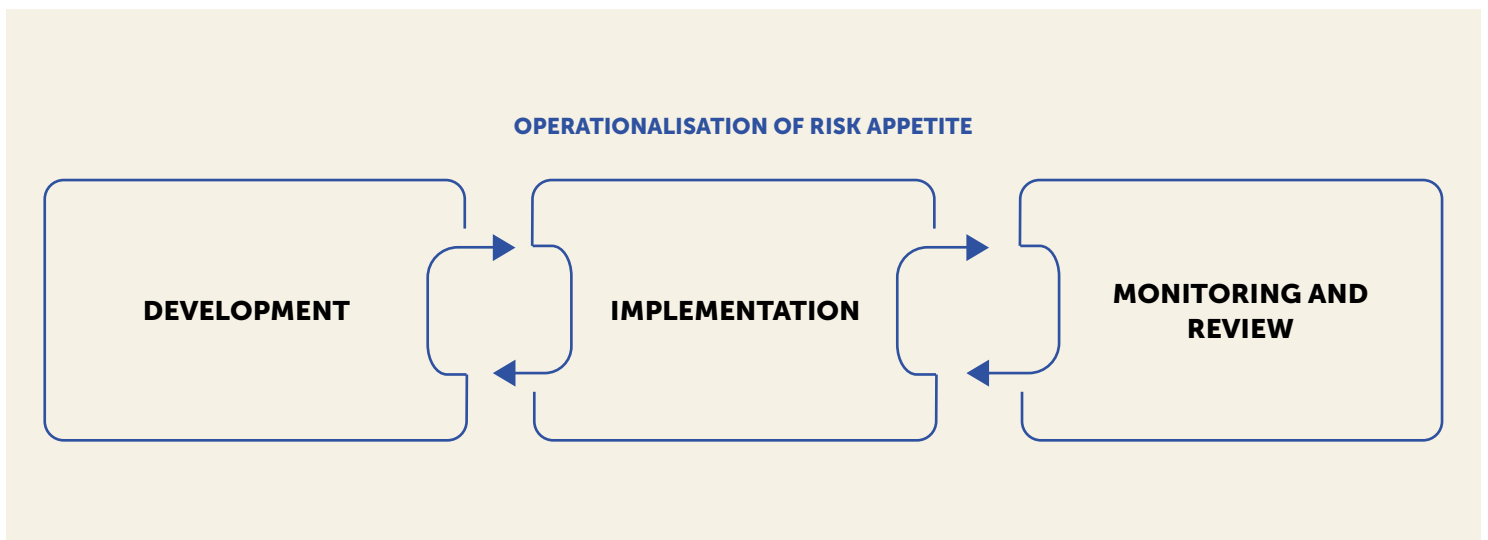 OPERATIONALISATION OF RISK APPETITE
DEVELOPMENT
IMPLEMENTATION
MONITORING AND
REVIEW